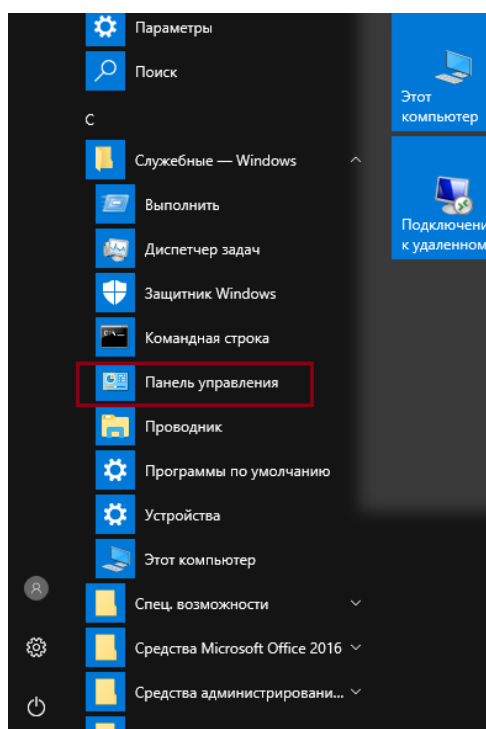 Параметры
Поиск
С
Служебные — Windows
Выполнить
Диспетчер задач
Защитник Windows
Командная строка
Панель управления
Проводник
Программы по умолчанию
Устройства
Этот компьютер
Спец. возможности
Средства Microsoft Office 2016
Средства администрировани...
Этот
компьютер
Подключени
к удаленном